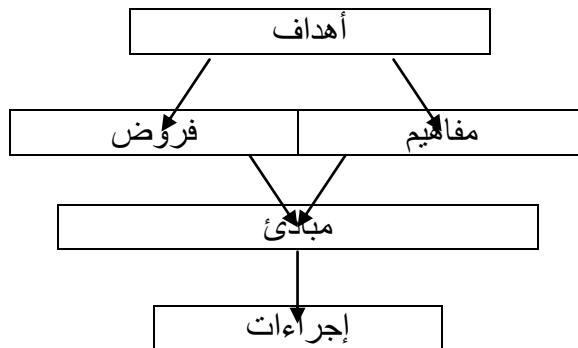 أهداف
مفاهيم فروض
مبادئ
إجراءات